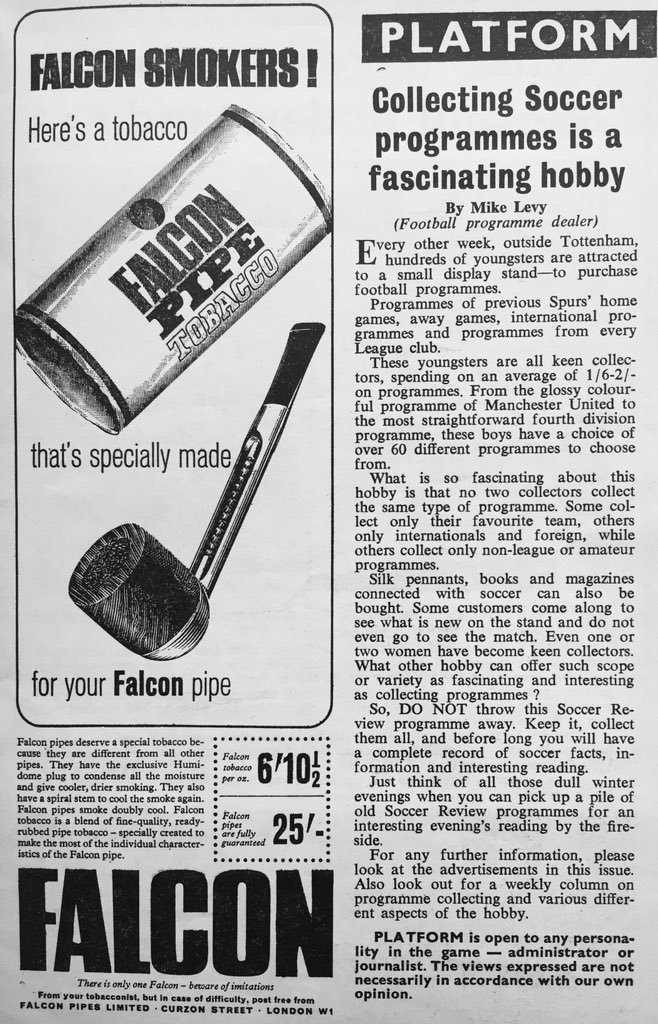 FALCON SMOKERS!
Here's a tobacco
FALCON
PIPE
TOBACCO
that's specially made
for your Falcon pipe
Falcon pipes deserve a special tobacco be-
cause they are different from all other
pipes. They have the exclusive Humi-
dome plug to condense all the moisture
and give cooler, drier smoking. They also
have a spiral stem to cool the smoke again.
Falcon pipes smoke doubly cool. Falcon
tobacco is a blend of fine-quality, ready-
rubbed pipe tobacco – specially created to
make the most of the individual character-
istics of the Falcon pipe.
Falcon
tobacco
per oz.
6/10½
Falcon
pipes
are fully
guaranteed
25/-
FALCON
There is only one Falcon – beware of imitations
From your tobacconist, but in case of difficulty, post free from
FALCON PIPES LIMITED · CURZON STREET · LONDON W1
PLATFORM
Collecting Soccer
programmes is a
fascinating hobby
By Mike Levy
(Football programme dealer)
Every other week, outside Tottenham,
hundreds of youngsters are attracted
to a small display stand—to purchase
football programmes.
Programmes of previous Spurs' home
games, away games, international pro-
grammes and programmes from every
League club.
These youngsters are all keen collec-
tors, spending on an average of 1/6-2/-
on programmes. From the glossy colour-
ful programme of Manchester United to
the most straightforward fourth division
programme, these boys have a choice of
over 60 different programmes to choose
from.
What is so fascinating about this
hobby is that no two collectors collect
the same type of programme. Some col-
lect only their favourite team, others
only internationals and foreign, while
others collect only non-league or amateur
programmes.
Silk pennants, books and magazines
connected with soccer can also be
bought. Some customers come along to
see what is new on the stand and do not
even go to see the match. Even one or
two women have become keen collectors.
What other hobby can offer such scope
or variety as fascinating and interesting
as collecting programmes ?
So, DO NOT throw this Soccer Re-
view programme away. Keep it, collect
them all, and before long you will have
a complete record of soccer facts, in-
formation and interesting reading.
Just think of all those dull winter
evenings when you can pick up a pile of
old Soccer Review programmes for an
interesting evening's reading by the fire-
side.
For any further information, please
look at the advertisements in this issue.
Also look out for a weekly column on
programme collecting and various differ-
ent aspects of the hobby.
PLATFORM is open to any persona-
lity in the game — administrator or
journalist. The views expressed are not
necessarily in accordance with our own
opinion.